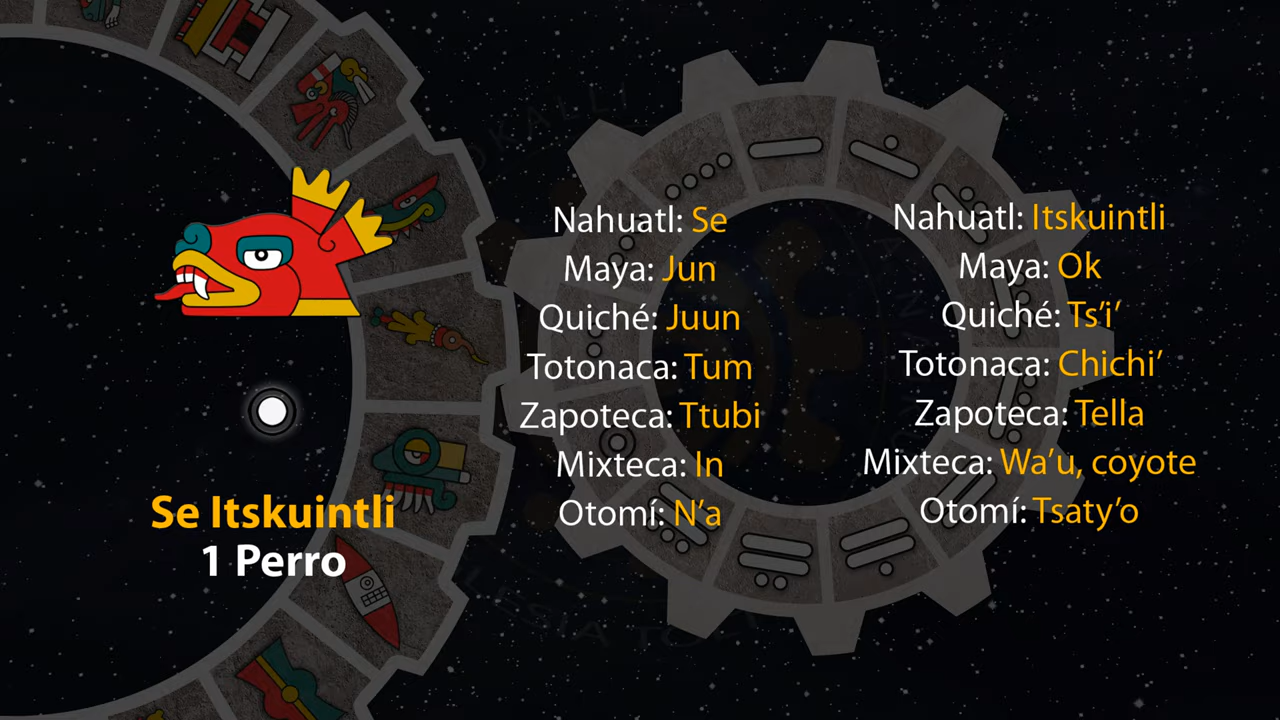 Nahuatl: Se
Maya: Jun
Quiché: Juun
Totonaca: Tum
Zapoteca: Ttubi
Mixteca: In
Otomí: N'a
Nahuatl: Itskuintli
Maya: Ok
Quiché: Ts'i'
Totonaca: Chichi'
Zapoteca: Tella
Mixteca: Wa'u, coyote
Otomí: Tsaty'o
Se Itskuintli
1 Perro